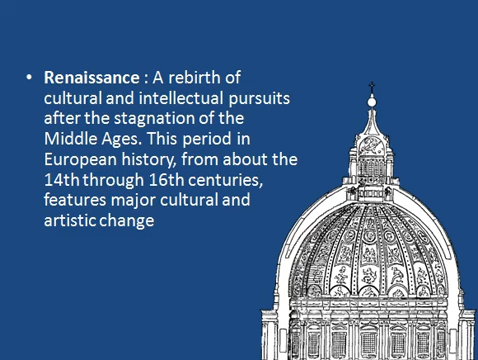 • Renaissance : A rebirth of
cultural and intellectual pursuits
after the stagnation of the
Middle Ages. This period in
European history, from about the
14th through 16th centuries,
features major cultural and
artistic change